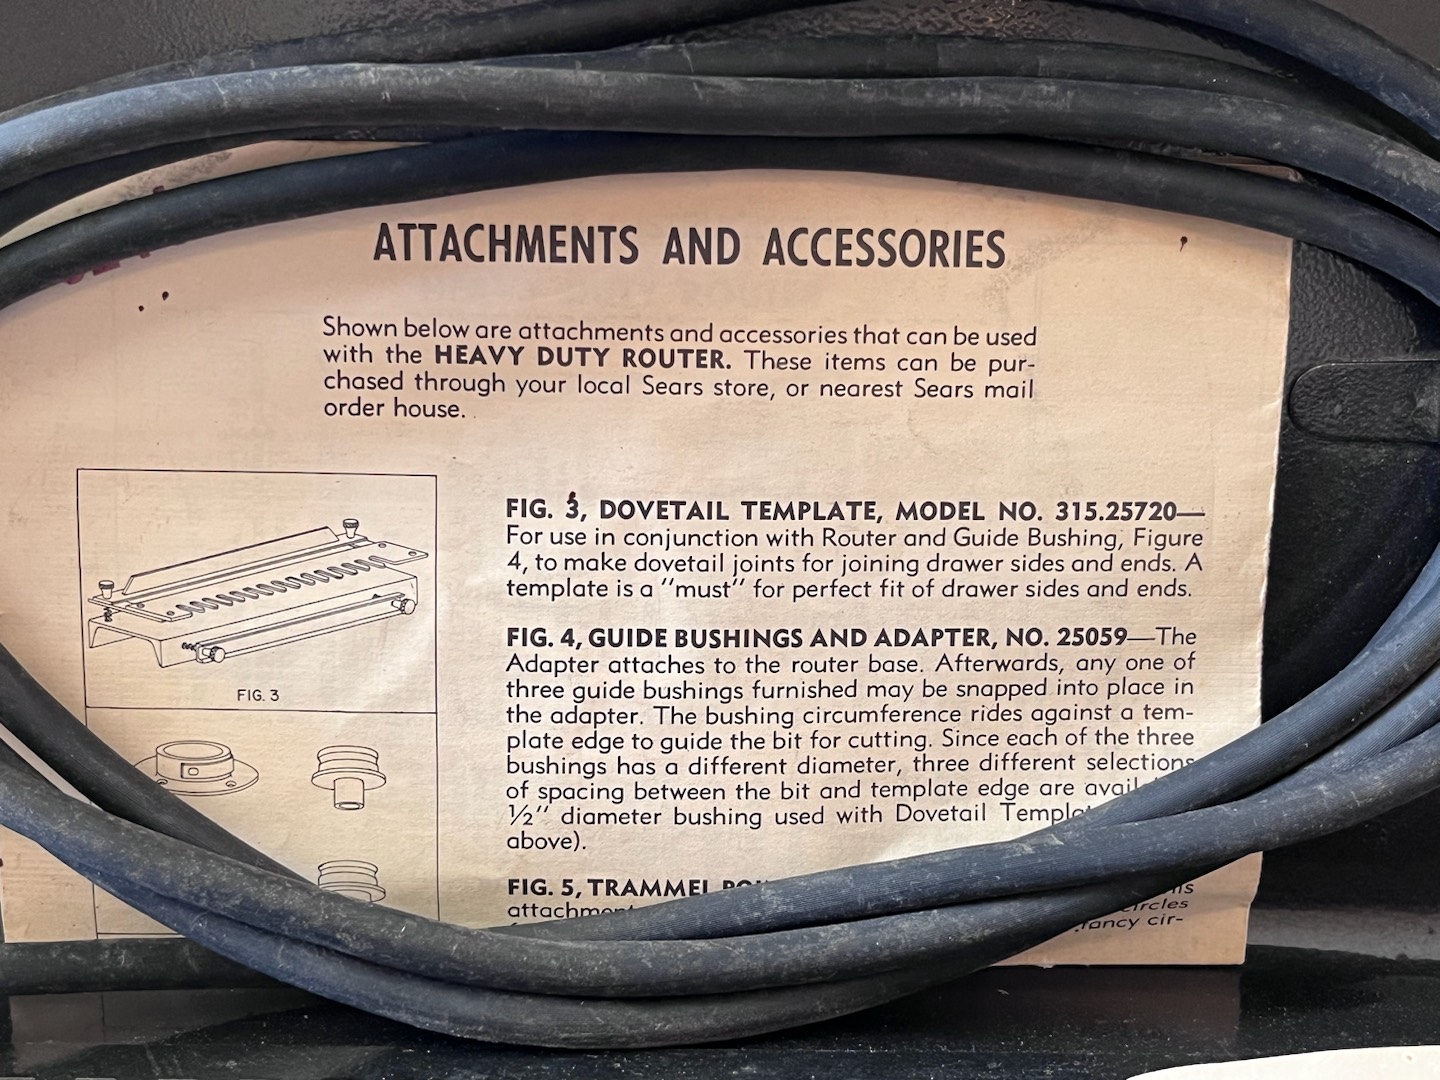 ATTACHMENTS AND ACCESSORIES
Shown below are attachments and accessories that can be used
with the HEAVY DUTY ROUTER. These items can be pur-
chased through your local Sears store, or nearest Sears mail
order house.
FIG. 3, DOVETAIL TEMPLATE, MODEL NO. 315.25720—
For use in conjunction with Router and Guide Bushing, Figure
4, to make dovetail joints for joining drawer sides and ends. A
template is a "must" for perfect fit of drawer sides and ends.
FIG. 3
FIG. 4, GUIDE BUSHINGS AND ADAPTER, NO. 25059—The
Adapter attaches to the router base. Afterwards, any one of
three guide bushings furnished may be snapped into place in
the adapter. The bushing circumference rides against a tem-
plate edge to guide the bit for cutting. Since each of the three
bushings has a different diameter, three different selections
of spacing between the bit and template edge are
½" diameter bushing used with Dovetail
above).
FIG. 5, TRAMMEL
circles
fancy cir-